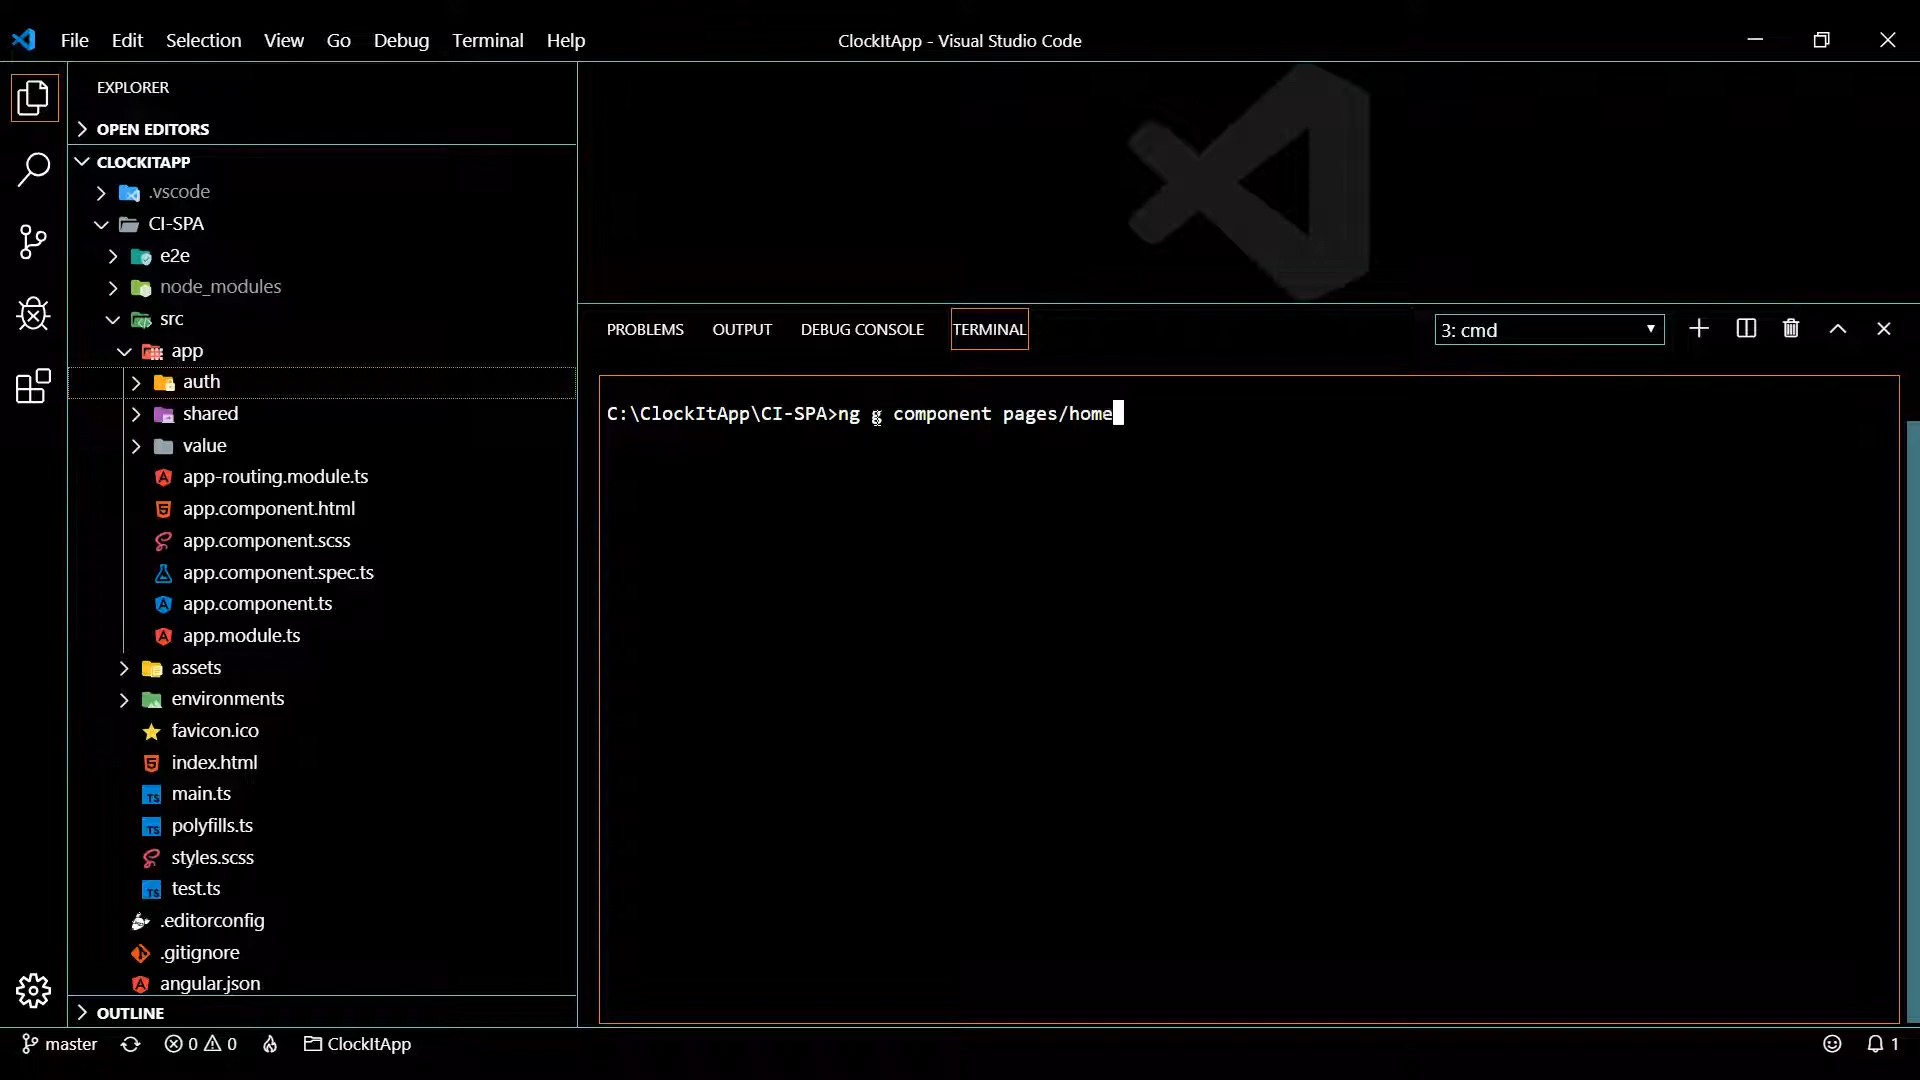 File Edit Selection View Go Debug Terminal Help
ClockItApp - Visual Studio Code
EXPLORER
OPEN EDITORS
CLOCKITAPP
.vscode
CI-SPA
e2e
node_modules
src
app
auth
shared
value
app-routing.module.ts
app.component.html
app.component.scss
app.component.spec.ts
app.component.ts
app.module.ts
assets
environments
favicon.ico
index.html
main.ts
polyfills.ts
styles.scss
test.ts
.editorconfig
.gitignore
angular.json
OUTLINE
PROBLEMS OUTPUT DEBUG CONSOLE TERMINAL
3: cmd
C:\ClockItApp\CI-SPA>ng g component pages/home
master 0 0 ClockItApp 1